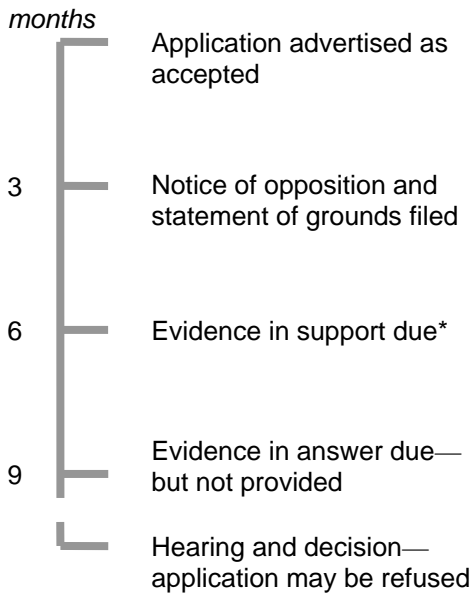 months
Application advertised as
accepted
3
Notice of opposition and
statement of grounds filed
6
Evidence in support due*
9
Evidence in answer due—
but not provided
Hearing and decision—
application may be refused